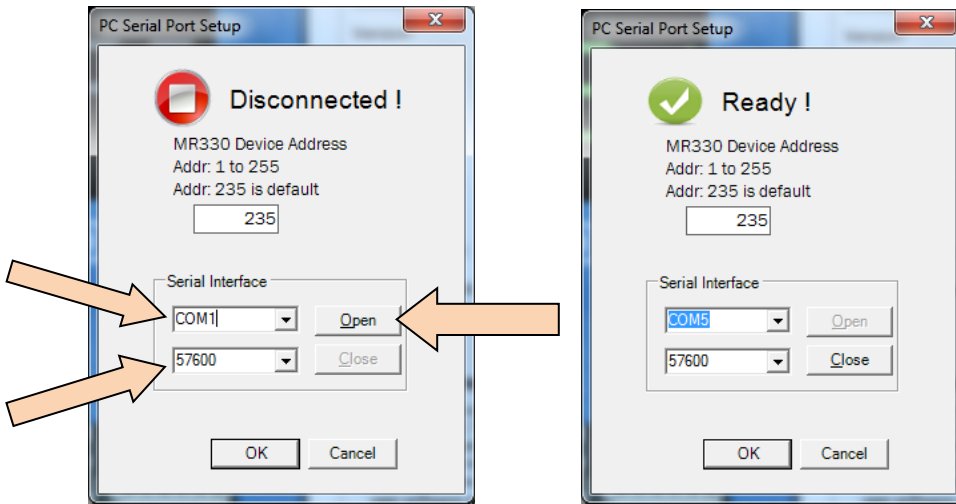 PC Serial Port Setup
Disconnected !
MR330 Device Address
Addr: 1 to 255
Addr: 235 is default
235
Serial Interface
COM1
Open
57600
Close
OK
Cancel
PC Serial Port Setup
Ready !
MR330 Device Address
Addr: 1 to 255
Addr: 235 is default
235
Serial Interface
COM5
Open
57600
Close
OK
Cancel